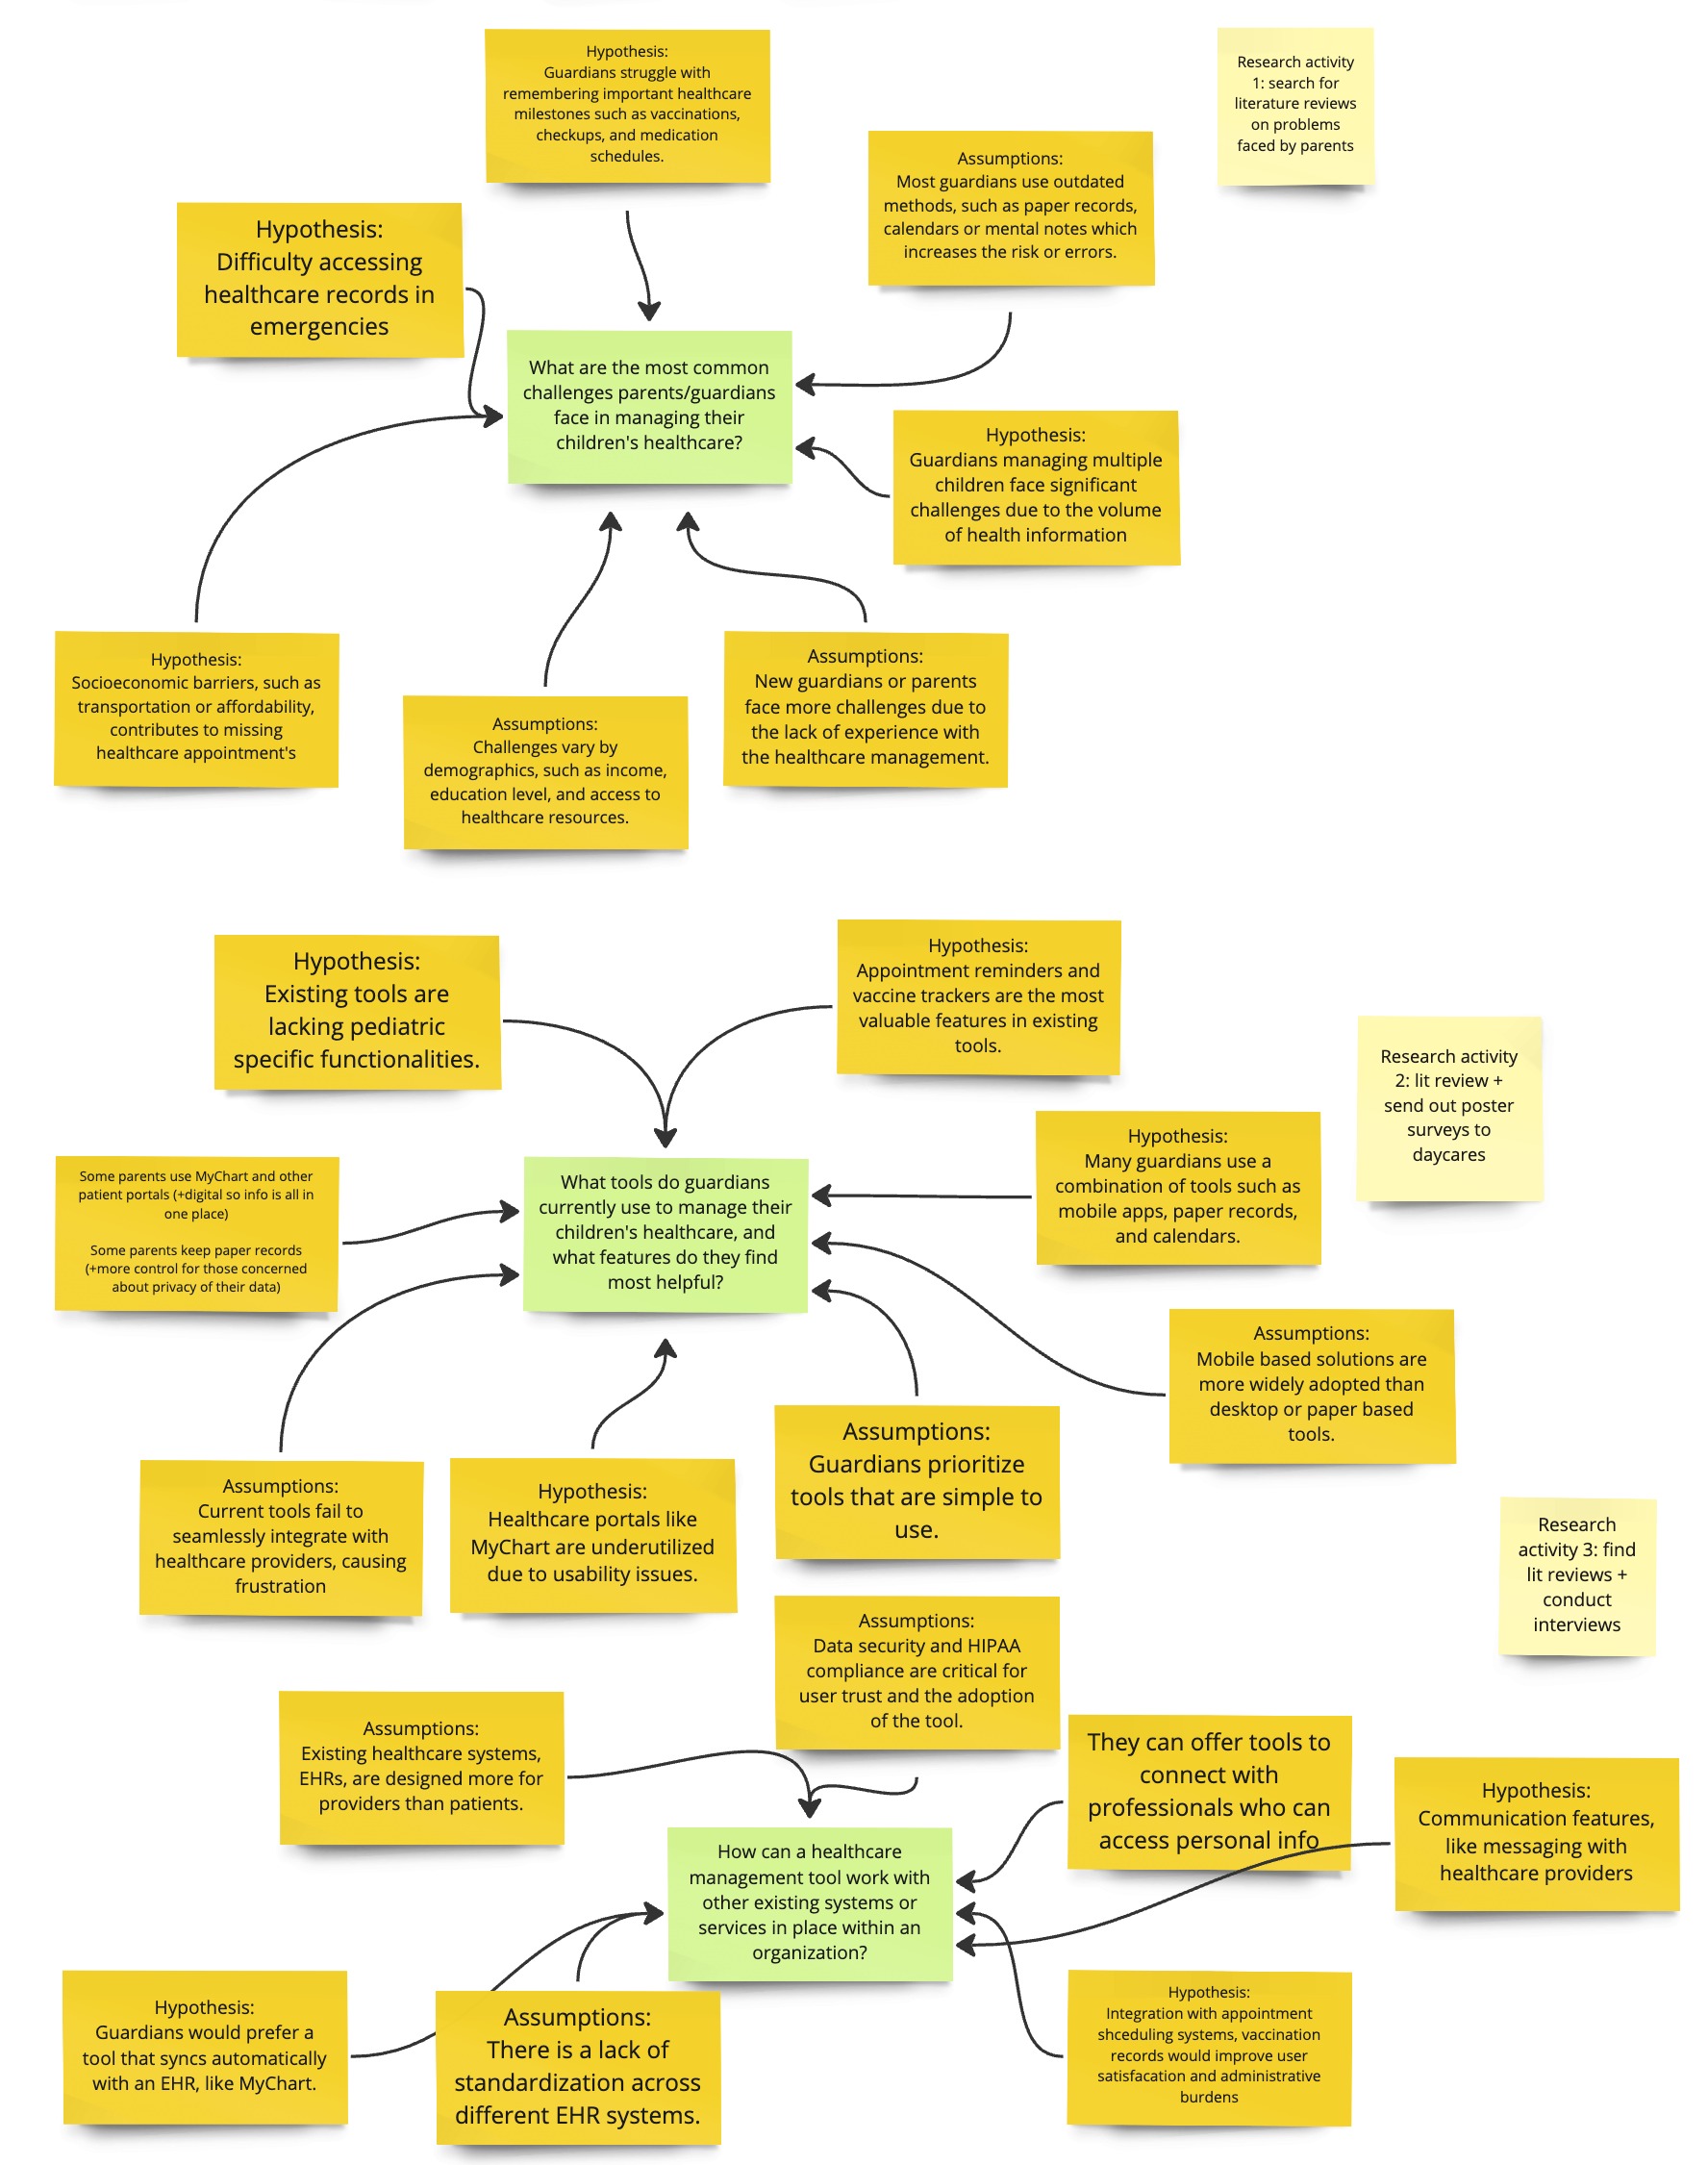 Hypothesis:
Guardians struggle with
remembering important healthcare
milestones such as vaccinations,
checkups, and medication
schedules.
Research activity
1: search for
literature reviews
on problems
faced by parents
Assumptions:
Most guardians use outdated
methods, such as paper records,
calendars or mental notes which
increases the risk or errors.
Hypothesis:
Difficulty accessing
healthcare records in
emergencies
What are the most common
challenges parents/guardians
face in managing their
children's healthcare?
Hypothesis:
Guardians managing multiple
children face significant
challenges due to the volume
of health information
Hypothesis:
Socioeconomic barriers, such as
transportation or affordability,
contributes to missing
healthcare appointment's
Assumptions:
Challenges vary by
demographics, such as income,
education level, and access to
healthcare resources.
Assumptions:
New guardians or parents
face more challenges due to
the lack of experience with
the healthcare management.
Hypothesis:
Existing tools are
lacking pediatric
specific functionalities.
Hypothesis:
Appointment reminders and
vaccine trackers are the most
valuable features in existing
tools.
Research activity
2: lit review +
send out poster
surveys to
daycares
Some parents use MyChart and other
patient portals (+digital so info is all in
one place)
Some parents keep paper records
(+more control for those concerned
about privacy of their data)
What tools do guardians
currently use to manage their
children's healthcare, and
what features do they find
most helpful?
Hypothesis:
Many guardians use a
combination of tools such as
mobile apps, paper records,
and calendars.
Assumptions:
Mobile based solutions are
more widely adopted than
desktop or paper based
tools.
Assumptions:
Current tools fail to
seamlessly integrate with
healthcare providers, causing
frustration
Hypothesis:
Healthcare portals like
MyChart are underutilized
due to usability issues.
Assumptions:
Guardians prioritize
tools that are simple to
use.
Research
activity 3: find
lit reviews +
conduct
interviews
Assumptions:
Data security and HIPAA
compliance are critical for
user trust and the adoption
of the tool.
Assumptions:
Existing healthcare systems,
EHRs, are designed more for
providers than patients.
They can offer tools to
connect with
professionals who can
access personal info
Hypothesis:
Communication features,
like messaging with
healthcare providers
How can a healthcare
management tool work with
other existing systems or
services in place within an
organization?
Hypothesis:
Guardians would prefer a
tool that syncs automatically
with an EHR, like MyChart.
Assumptions:
There is a lack of
standardization across
different EHR systems.
Hypothesis:
Integration with appointment
shceduling systems, vaccination
records would improve user
satisfacation and administrative
burdens